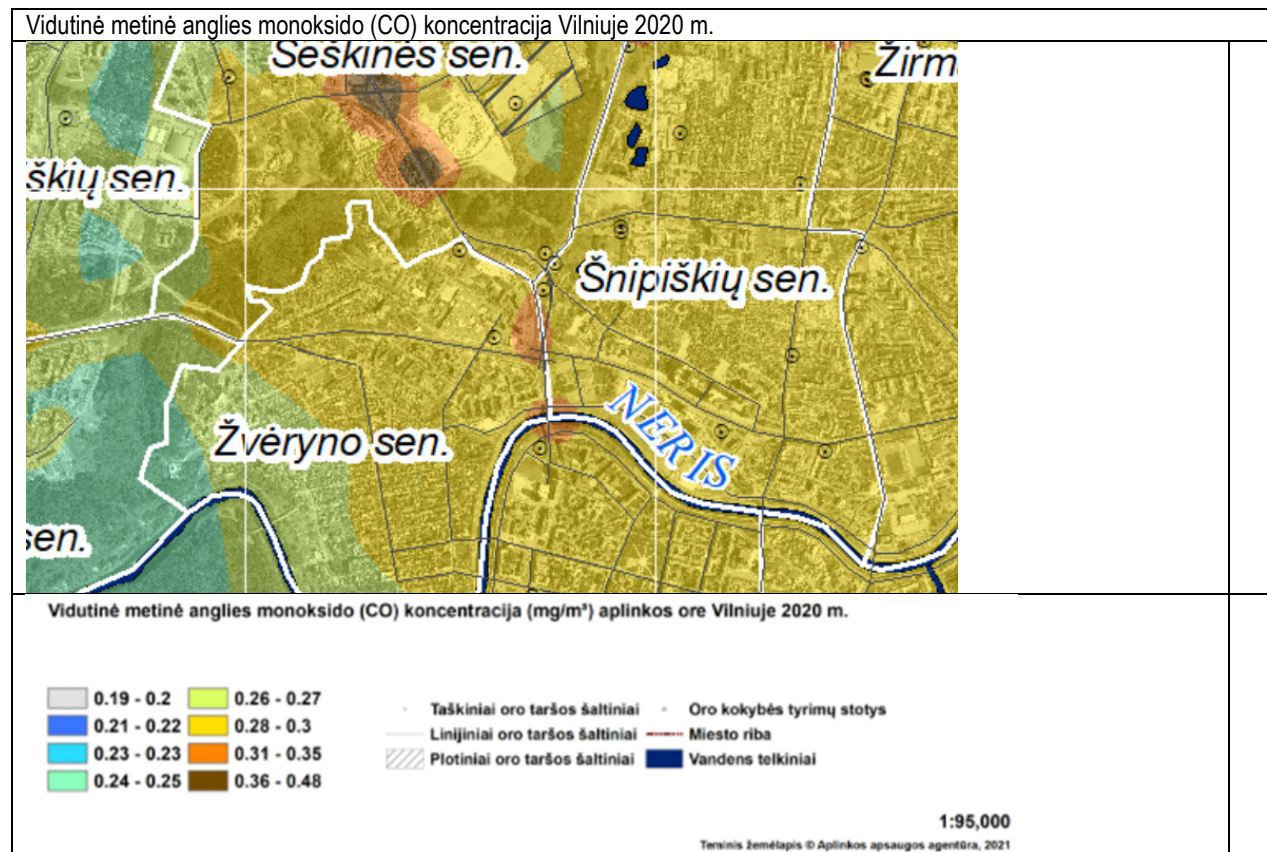 Vidutinė metinė anglies monoksido (CO) koncentracija Vilniuje 2020 m.
Šeškinės sen.
Žirm
škių sen.
Šnipiškių sen.
NERIS
Žvėryno sen.
sen.
Vidutinė metinė anglies monoksido (CO) koncentracija (mg/m³) aplinkos ore Vilniuje 2020 m.
0.19 - 0.2
0.21 - 0.22
0.23 - 0.23
0.24 - 0.25
0.26 - 0.27
0.28 - 0.3
0.31 - 0.35
0.36 - 0.48
Taškiniai oro taršos šaltiniai
Linijiniai oro taršos šaltiniai
Plotiniai oro taršos šaltiniai
Oro kokybės tyrimų stotys
Miesto riba
Vandens telkiniai
1:95,000
Teminis žemėlapis © Aplinkos apsaugos agentūra, 2021